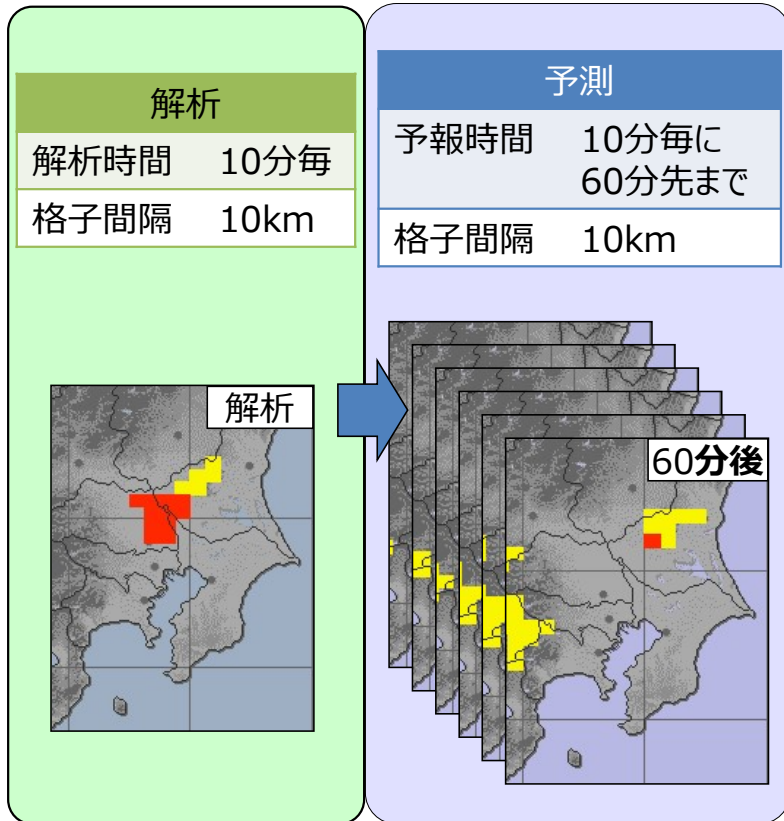 解析
解析時間 10分毎
格子間隔 10km
解析
予測
予報時間 10分毎に
60分先まで
格子間隔 10km
60分後